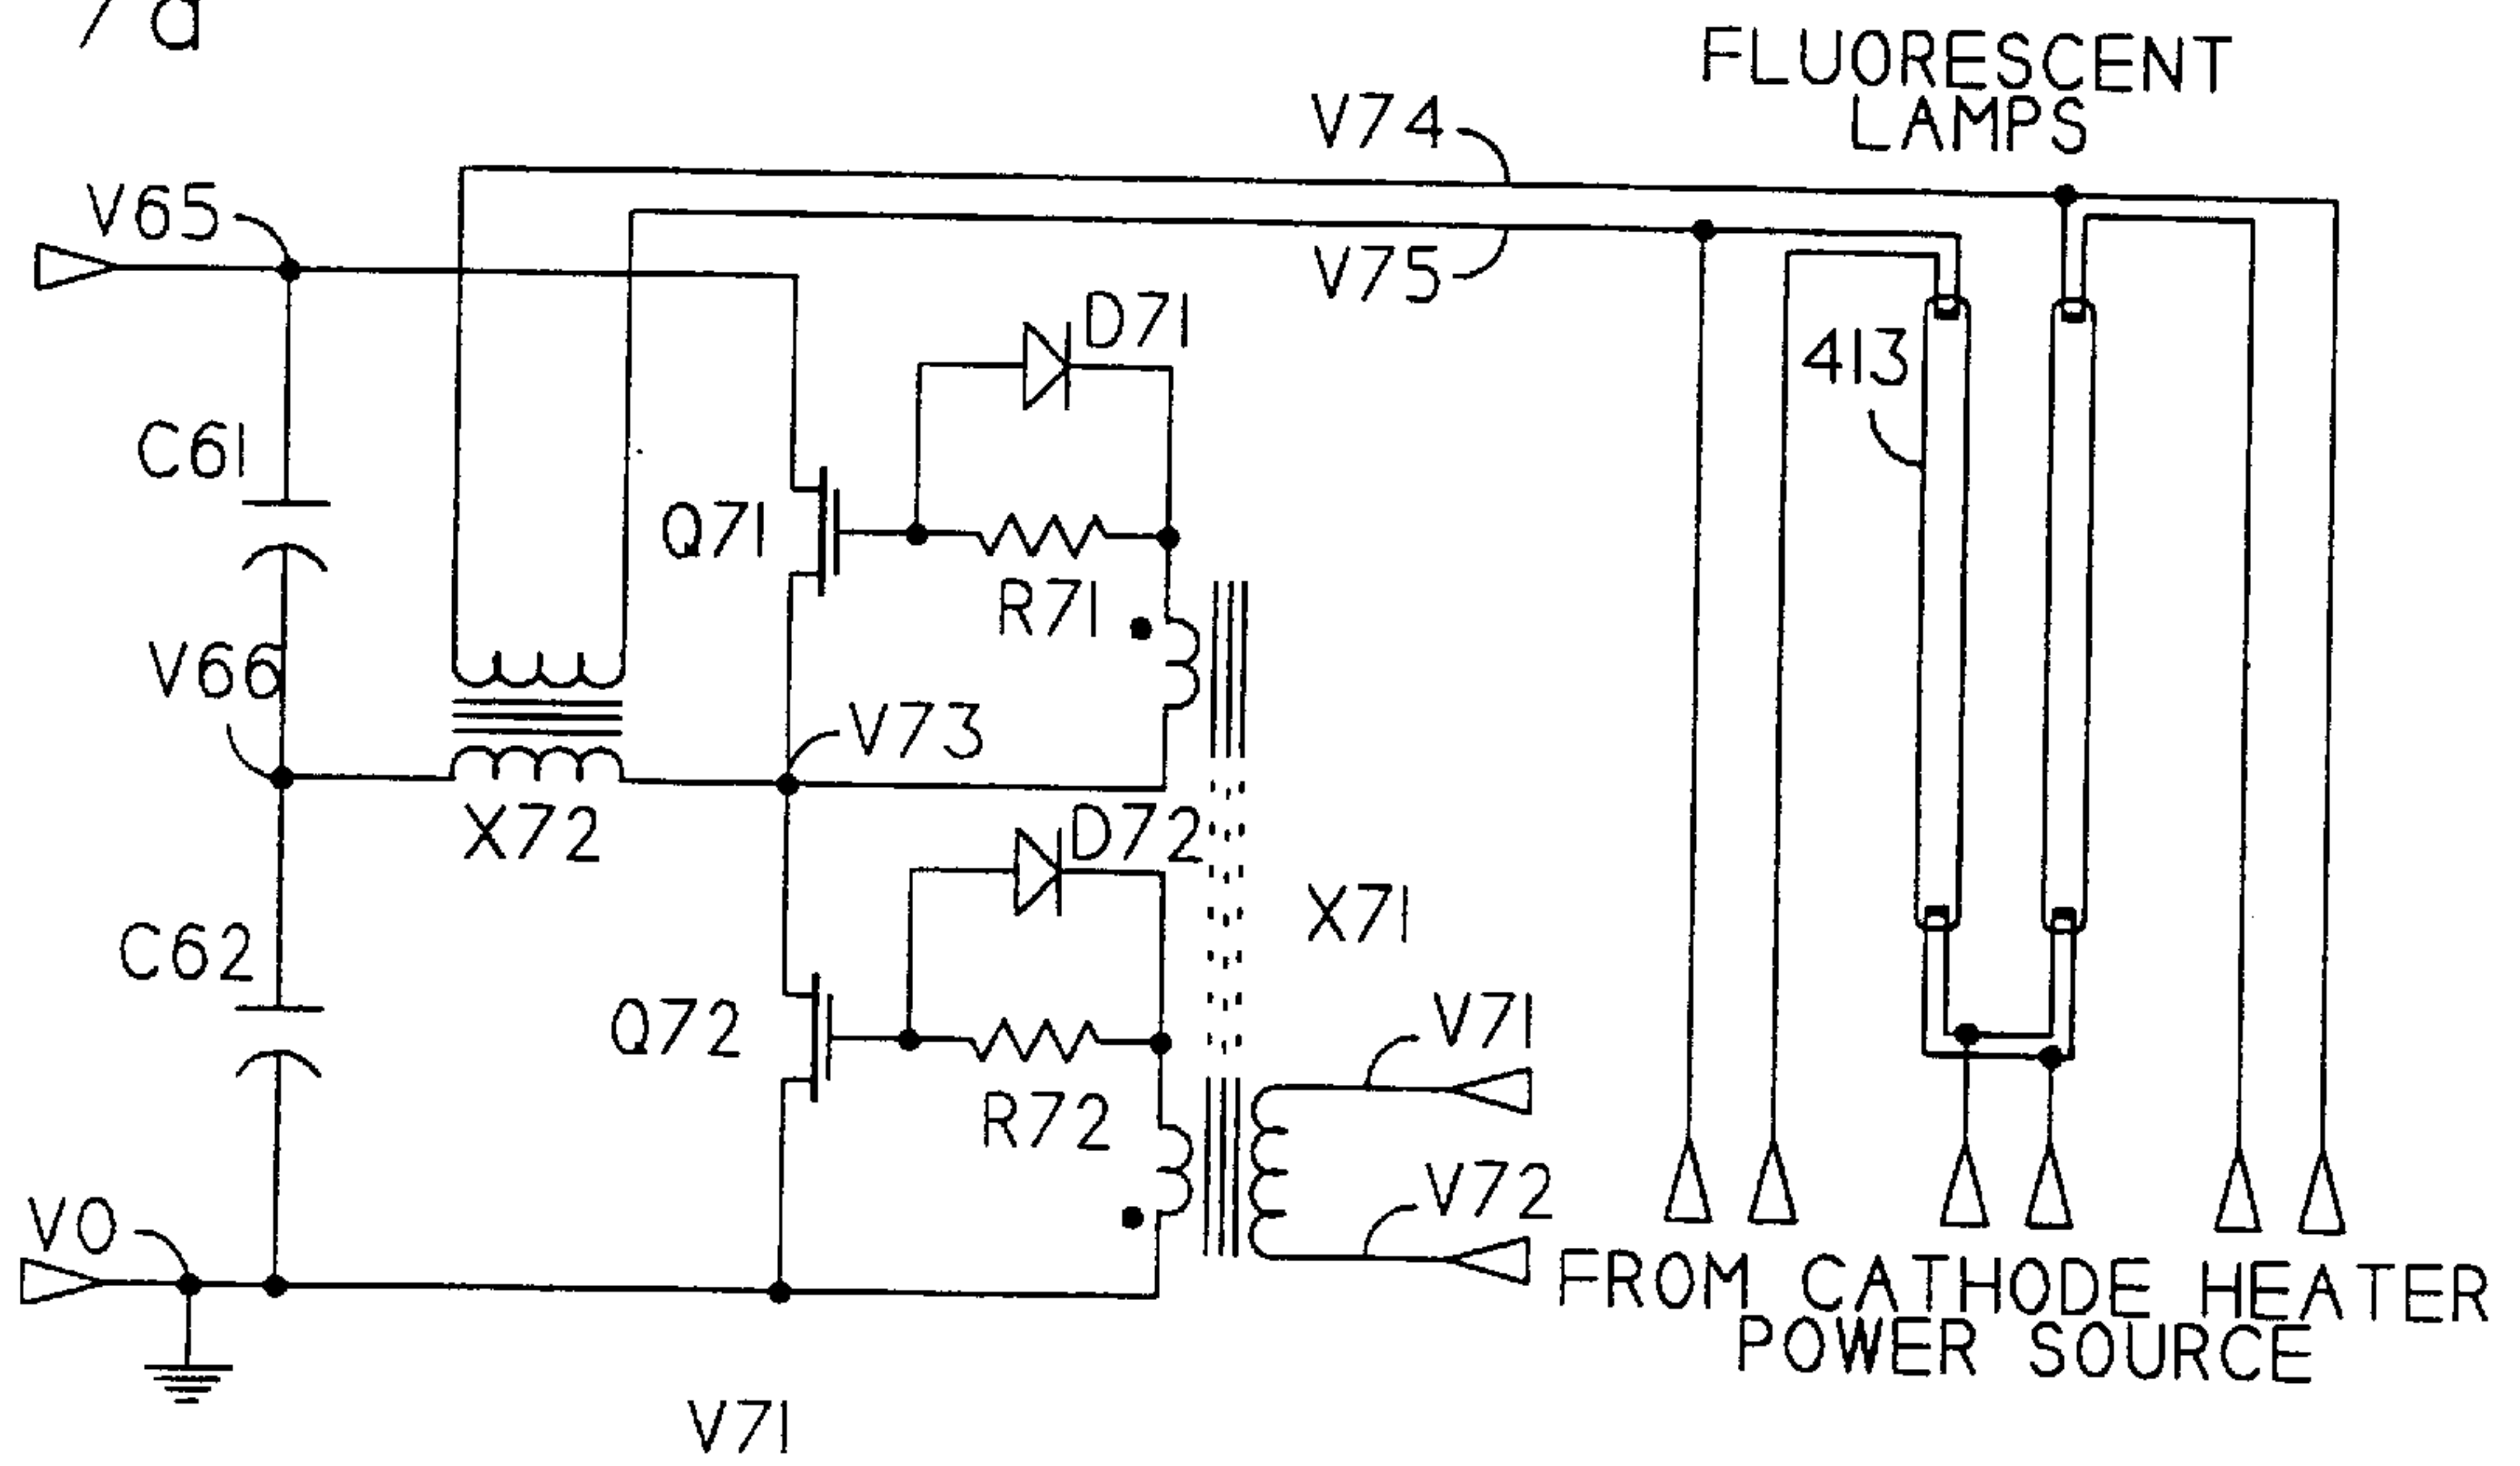 7a
FLUORESCENT
LAMPS
V74
V65
V75
D71
413
C61
Q71
R71
V66
V73
X72
D72
X71
C62
Q72
V71
R72
V72
V0
FROM CATHODE HEATER
POWER SOURCE
V71